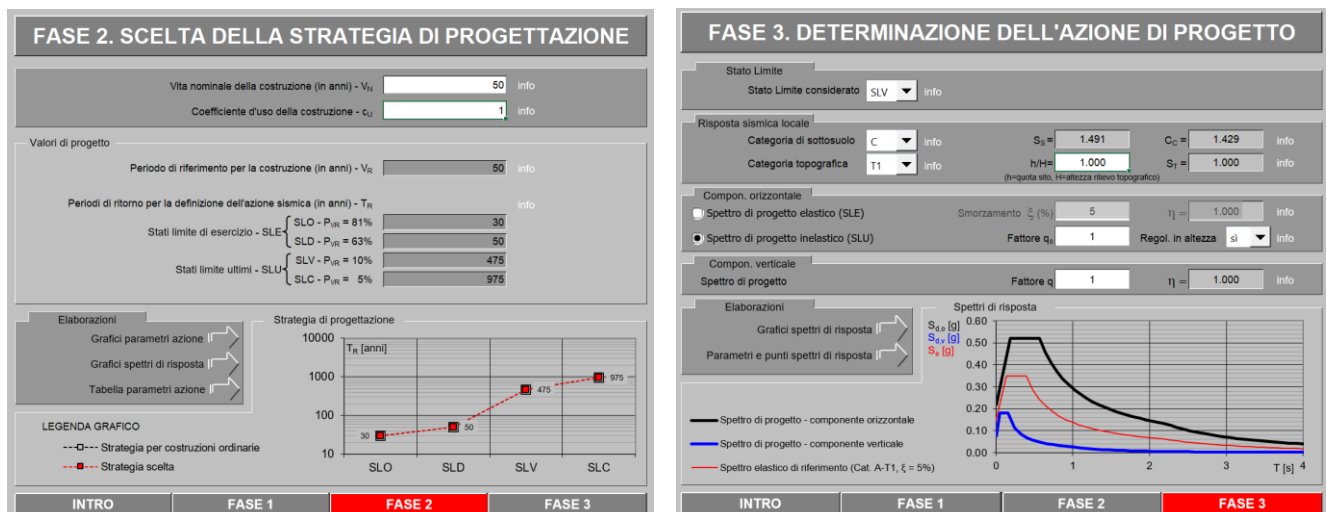 FASE 2. SCELTA DELLA STRATEGIA DI PROGETTAZIONE
Vita nominale della costruzione (in anni) - VN 50 info
Coefficiente d'uso della costruzione - cU 1 info
Valori di progetto
Periodo di riferimento per la costruzione (in anni) - VR 50 info
Periodi di ritorno per la definizione dell'azione sismica (in anni) - TR info
Stati limite di esercizio - SLE
SLO - PVR = 81% 30
SLD - PVR = 63% 50
Stati limite ultimi - SLU
SLV - PVR = 10% 475
SLC - PVR = 5% 975
Elaborazioni
Grafici parametri azione
Grafici spettri di risposta
Tabella parametri azione
Strategia di progettazione
TR [anni]
10000
1000
100
10
30
50
475
975
SLO SLD SLV SLC
LEGENDA GRAFICO
Strategia per costruzioni ordinarie
Strategia scelta
INTRO FASE 1 FASE 2 FASE 3
FASE 3. DETERMINAZIONE DELL'AZIONE DI PROGETTO
Stato Limite
Stato Limite considerato SLV info
Risposta sismica locale
Categoria di sottosuolo C info SS = 1.491 CC = 1.429 info
Categoria topografica T1 info h/H= 1.000 ST = 1.000 info
(h=quota sito, H=altezza rilievo topografico)
Compon. orizzontale
Spettro di progetto elastico (SLE) Smorzamento ξ (%) 5 η = 1.000 info
Spettro di progetto inelastico (SLU) Fattore qo 1 Regol. in altezza sì info
Compon. verticale
Spettro di progetto Fattore q 1 η = 1.000 info
Elaborazioni
Grafici spettri di risposta
Parametri e punti spettri di risposta
Spettri di risposta
Sd,o [g]
Sd,v [g]
Se [g]
0.60
0.50
0.40
0.30
0.20
0.10
0.00
0 1 2 3 T [s] 4
Spettro di progetto - componente orizzontale
Spettro di progetto - componente verticale
Spettro elastico di riferimento (Cat. A-T1, ξ = 5%)
INTRO FASE 1 FASE 2 FASE 3